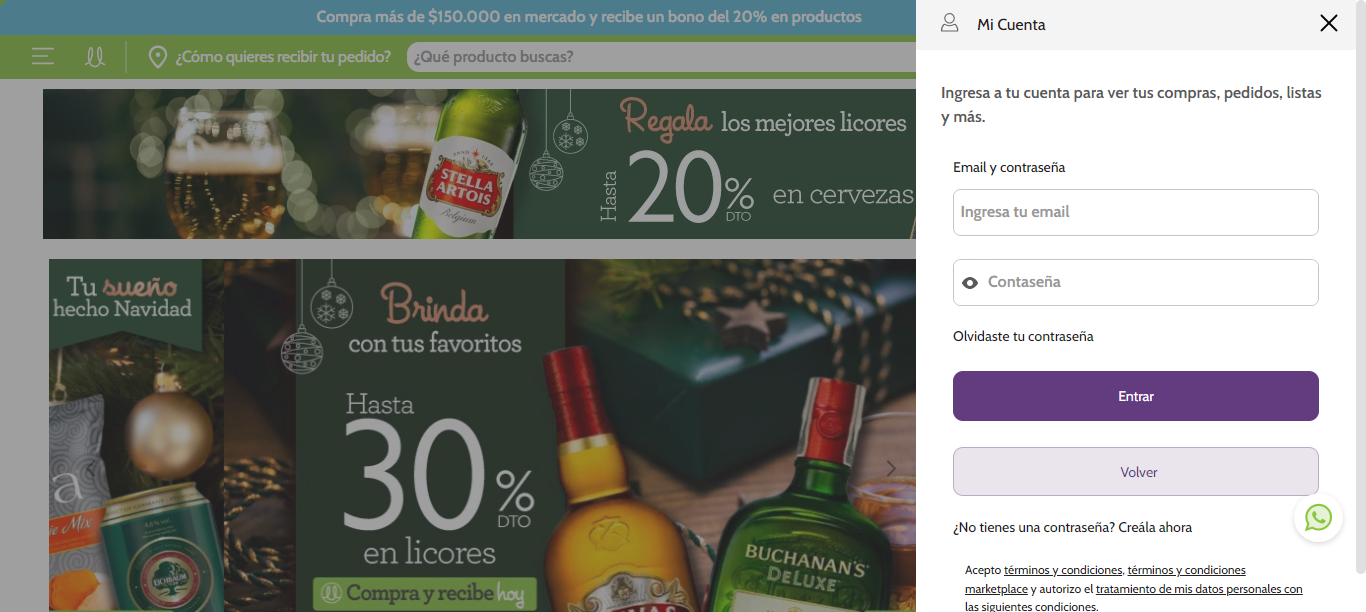 Compra más de $150.000 en mercado y recibe un bono del 20% en productos
¿Cómo quieres recibir tu pedido?
¿Qué producto buscas?
Regala los mejores licores
Hasta 20% DTO en cervezas
STELLA
ARTOIS
Belgium
Tu sueño
hecho Navidad
Brinda
con tus favoritos
Hasta
30%
DTO
en licores
Compra y recibe hoy
a
ie Mix
EICHBAUM
BUCHANAN'S
DELUXE
Mi Cuenta
Ingresa a tu cuenta para ver tus compras, pedidos, listas
y más.
Email y contraseña
Ingresa tu email
Contaseña
Olvidaste tu contraseña
Entrar
Volver
¿No tienes una contraseña? Creála ahora
Acepto términos y condiciones, términos y condiciones
marketplace y autorizo el tratamiento de mis datos personales con
las siguientes condiciones.